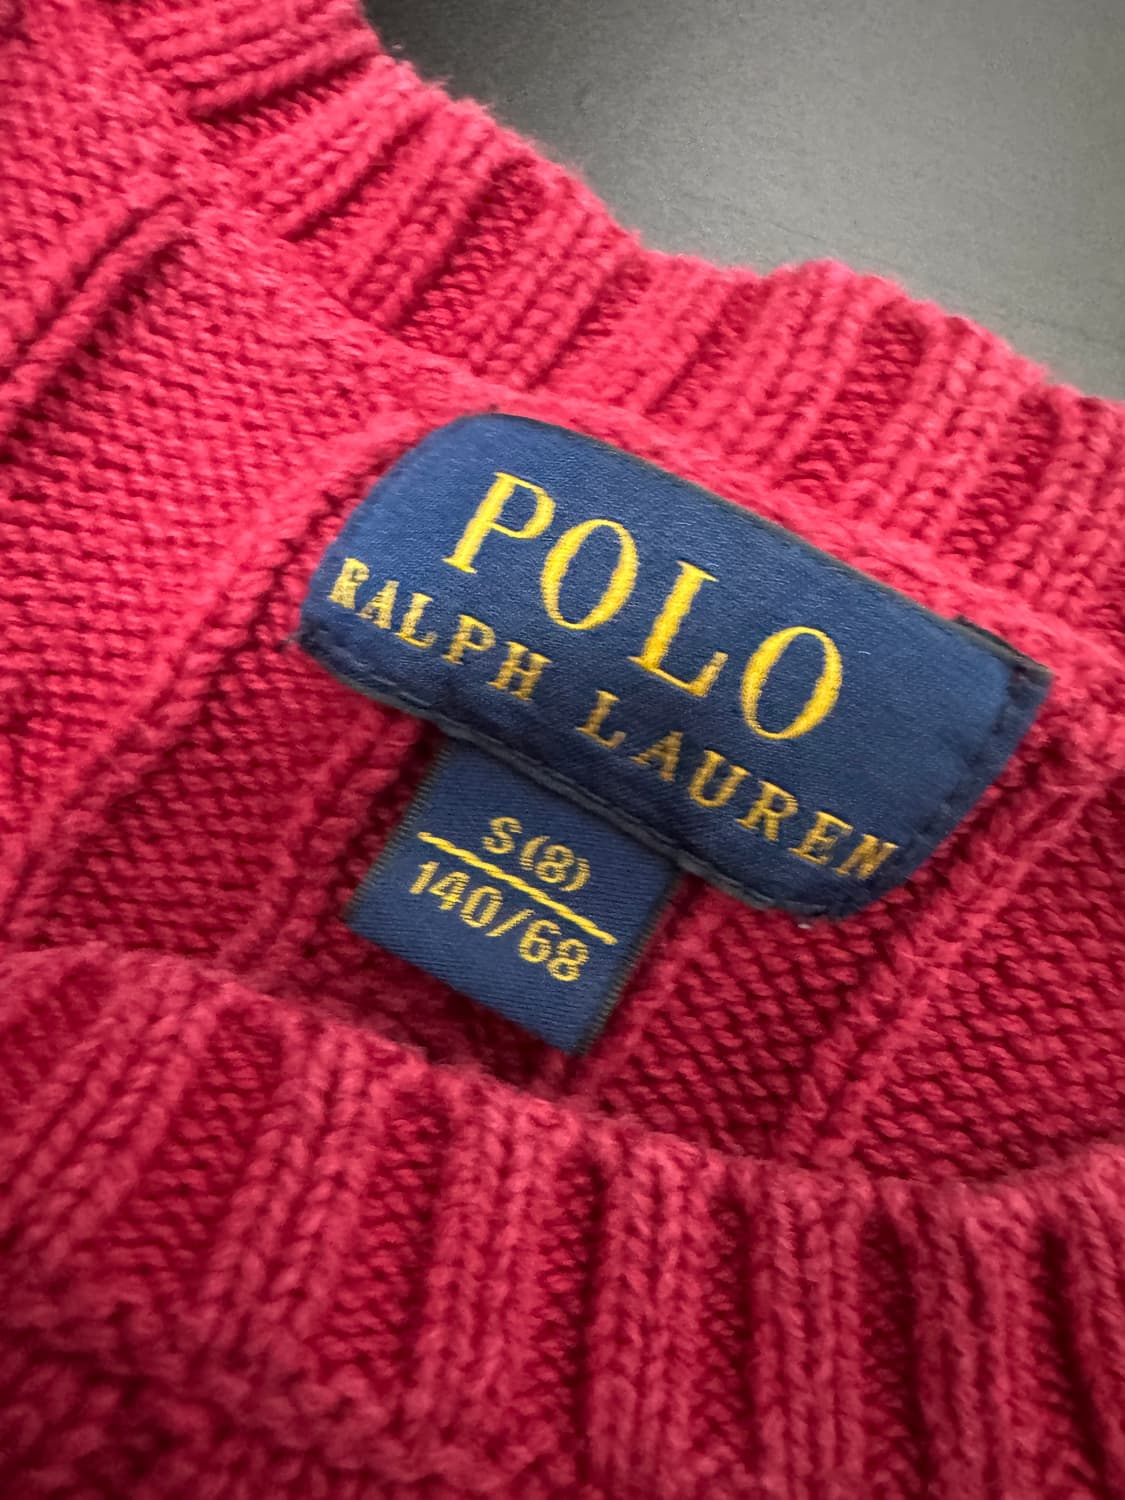 POLO
RALPH LAUREN
S(8)
140/68